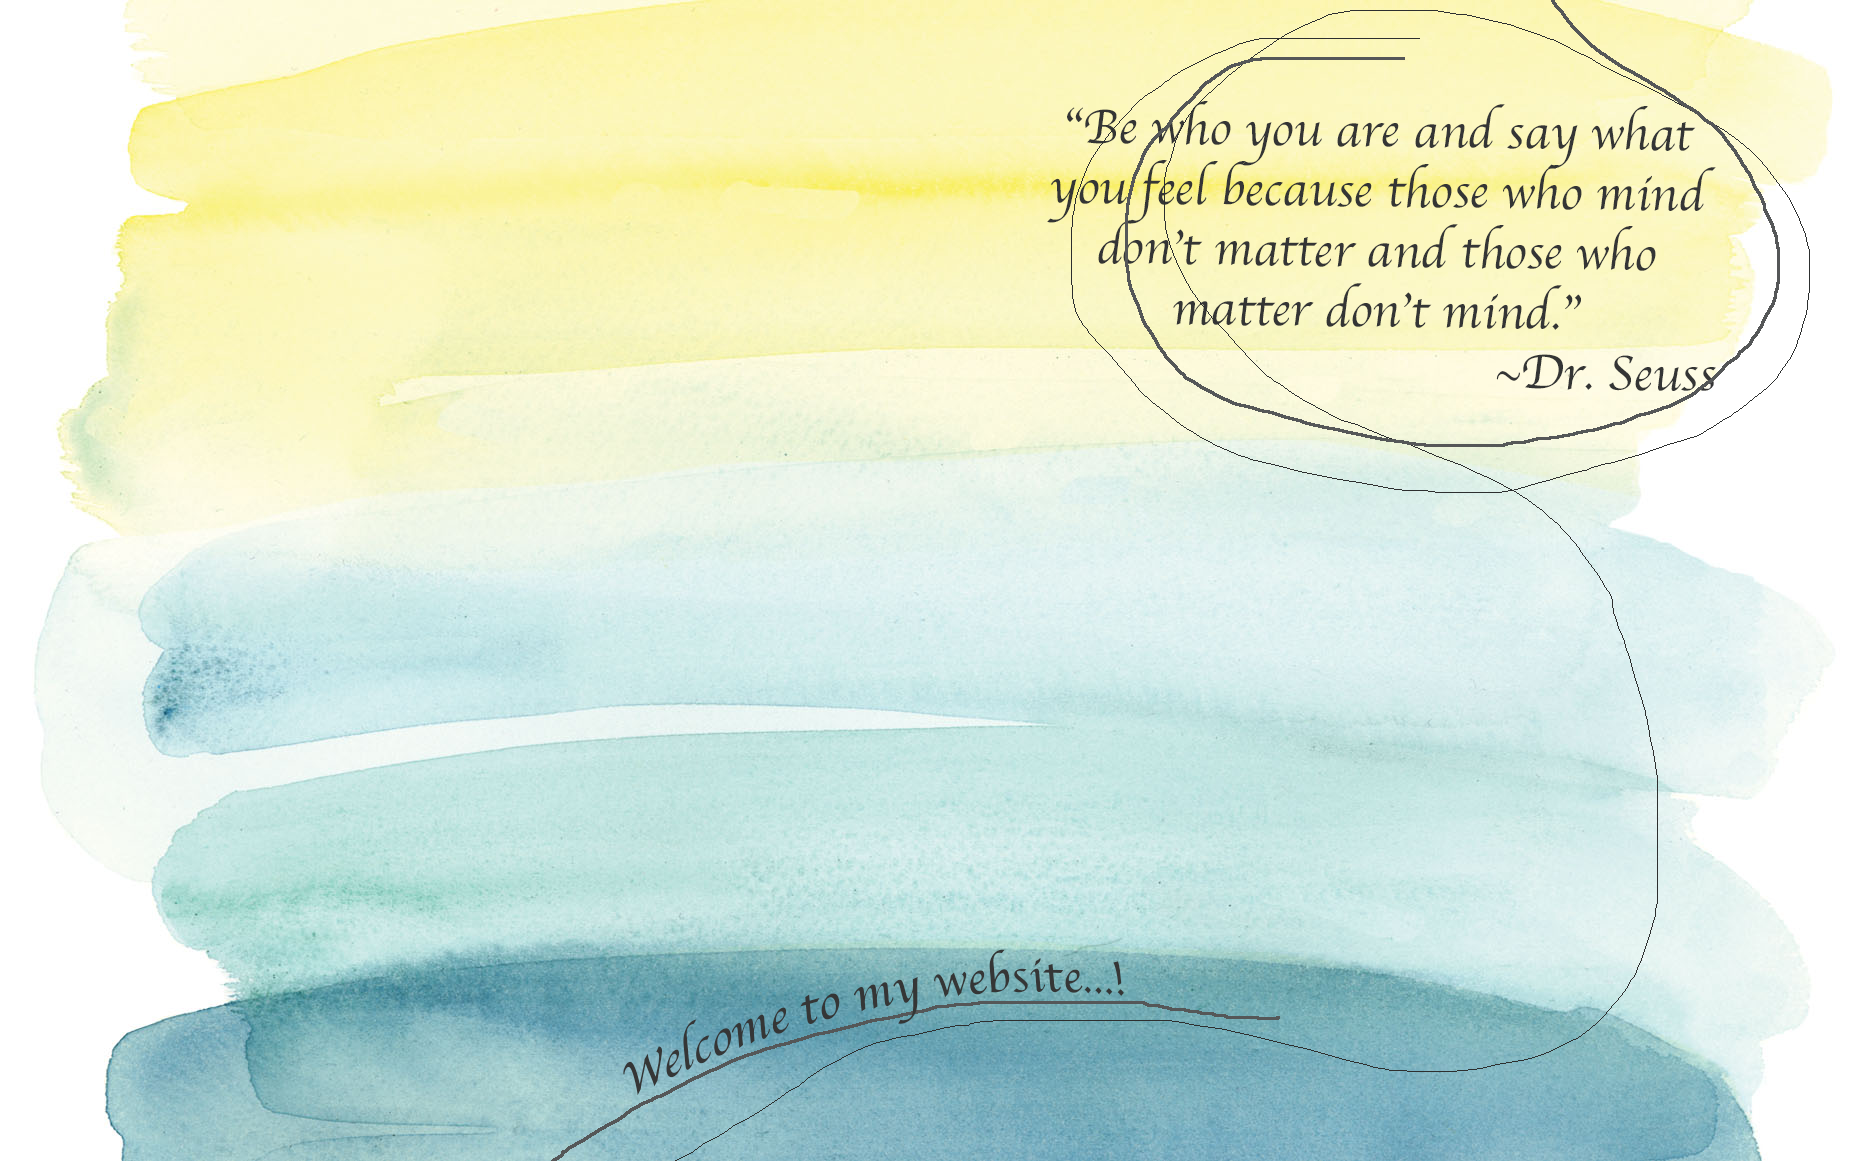 “Be who you are and say what
you feel because those who mind
don’t matter and those who
matter don’t mind.”
~Dr. Seuss
Welcome to my website...!